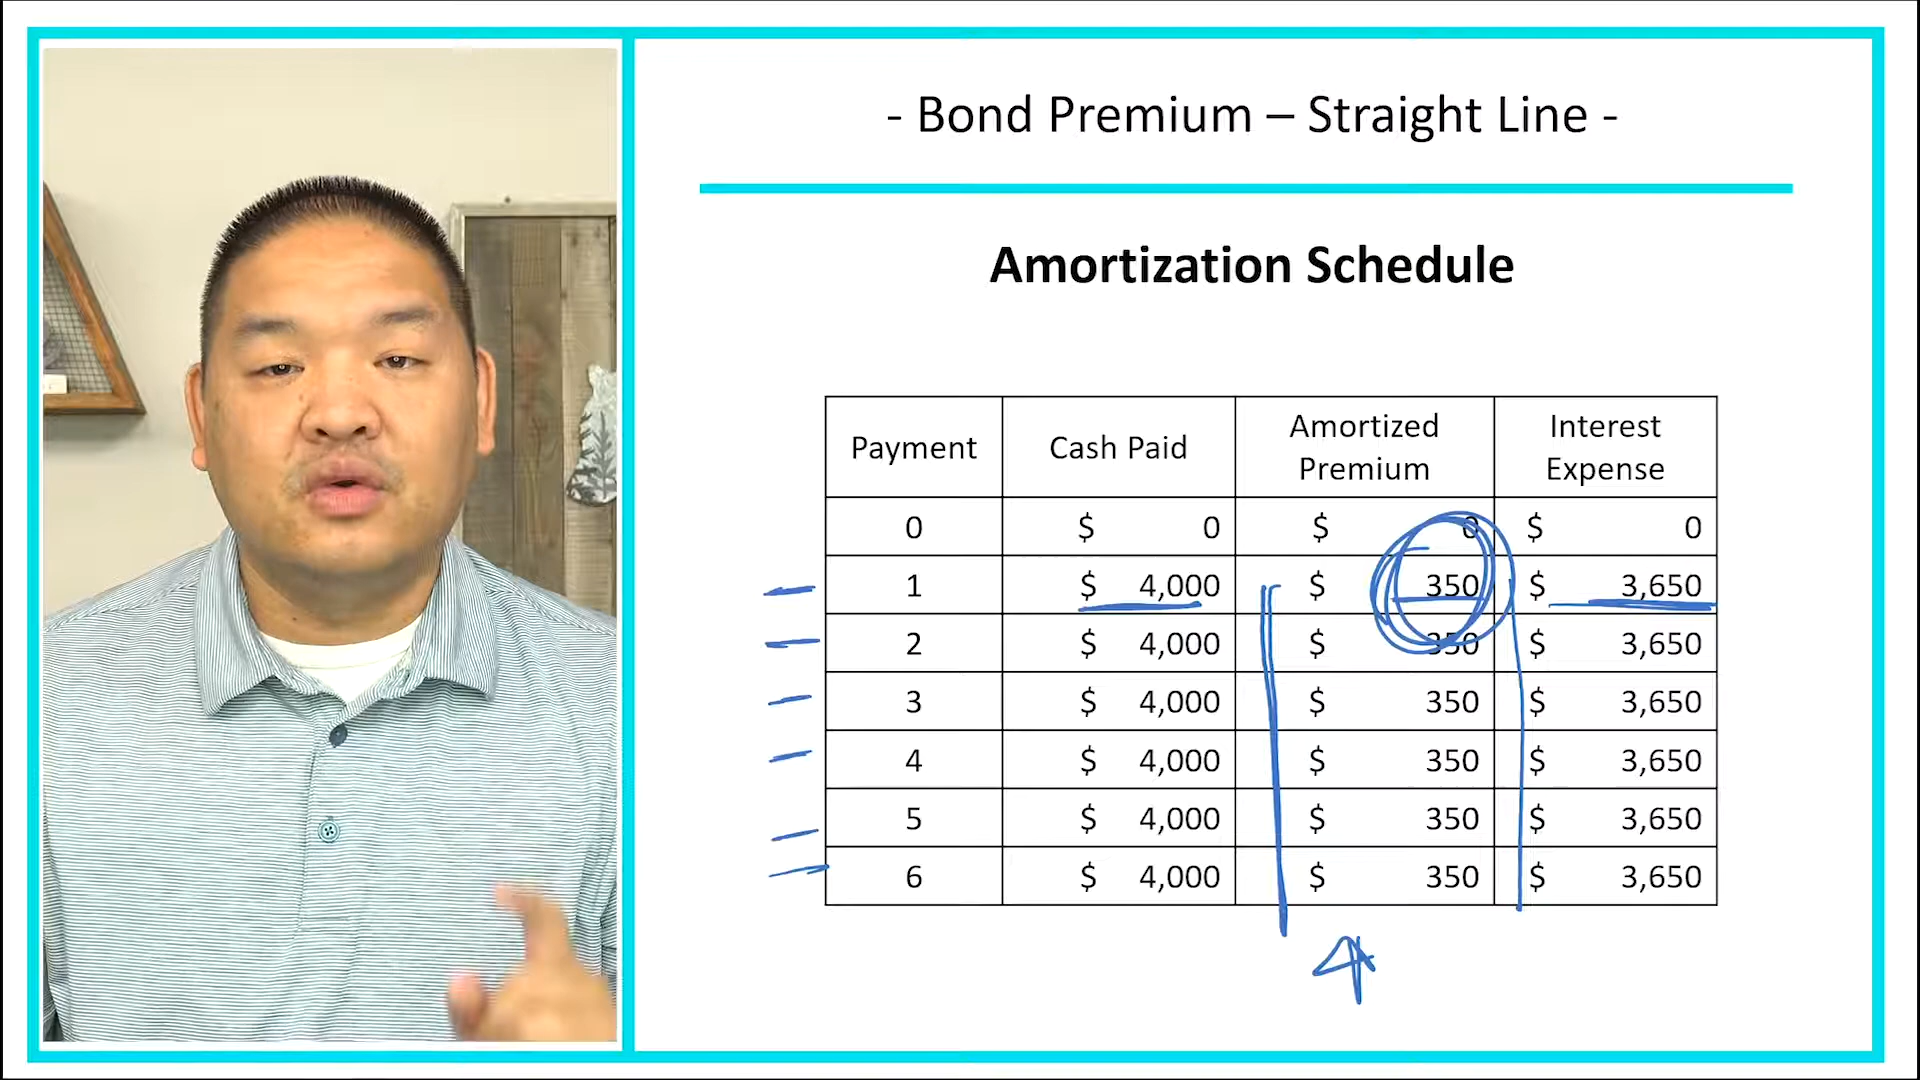 - Bond Premium – Straight Line -
Amortization Schedule
Payment Cash Paid Amortized Premium Interest Expense
0 $ 0 $ 0 $ 0
1 $ 4,000 $ 350 $ 3,650
2 $ 4,000 $ 350 $ 3,650
3 $ 4,000 $ 350 $ 3,650
4 $ 4,000 $ 350 $ 3,650
5 $ 4,000 $ 350 $ 3,650
6 $ 4,000 $ 350 $ 3,650